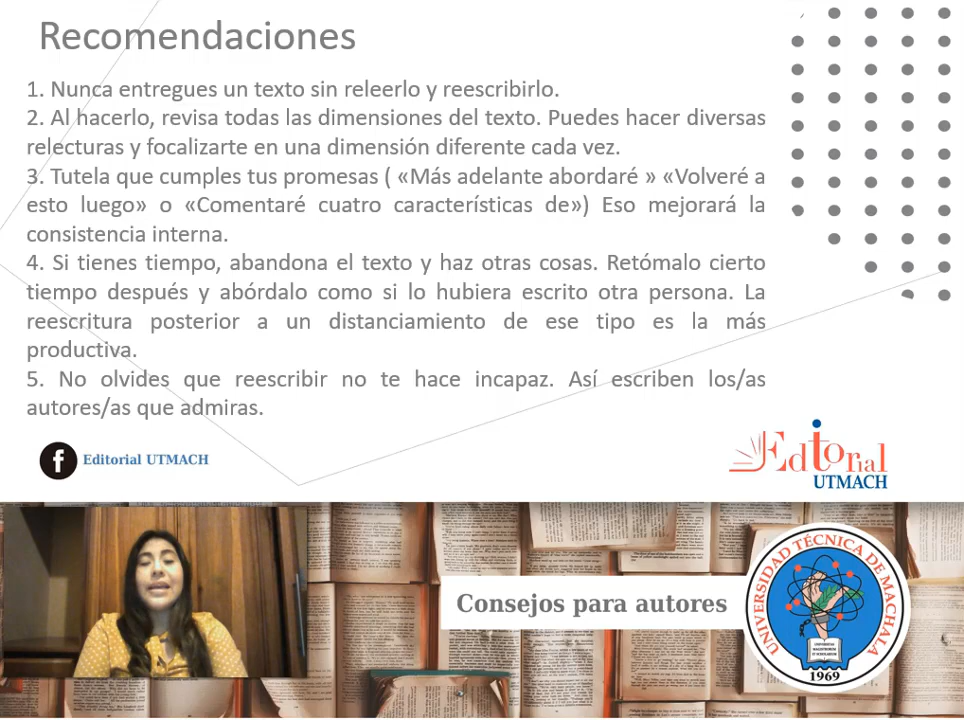 Recomendaciones
1. Nunca entregues un texto sin releerlo y reescribirlo.
2. Al hacerlo, revisa todas las dimensiones del texto. Puedes hacer diversas
relecturas y focalizarte en una dimensión diferente cada vez.
3. Tutela que cumples tus promesas ( «Más adelante abordaré » «Volveré a
esto luego» o «Comentaré cuatro características de») Eso mejorará la
consistencia interna.
4. Si tienes tiempo, abandona el texto y haz otras cosas. Retómalo cierto
tiempo después y abórdalo como si lo hubiera escrito otra persona. La
reescritura posterior a un distanciamiento de ese tipo es la más
productiva.
5. No olvides que reescribir no te hace incapaz. Así escriben los/as
autores/as que admiras.
f Editorial UTMACH
Editorial
UTMACH
Consejos para autores
UNIVERSIDAD TÉCNICA DE MACHALA
1969